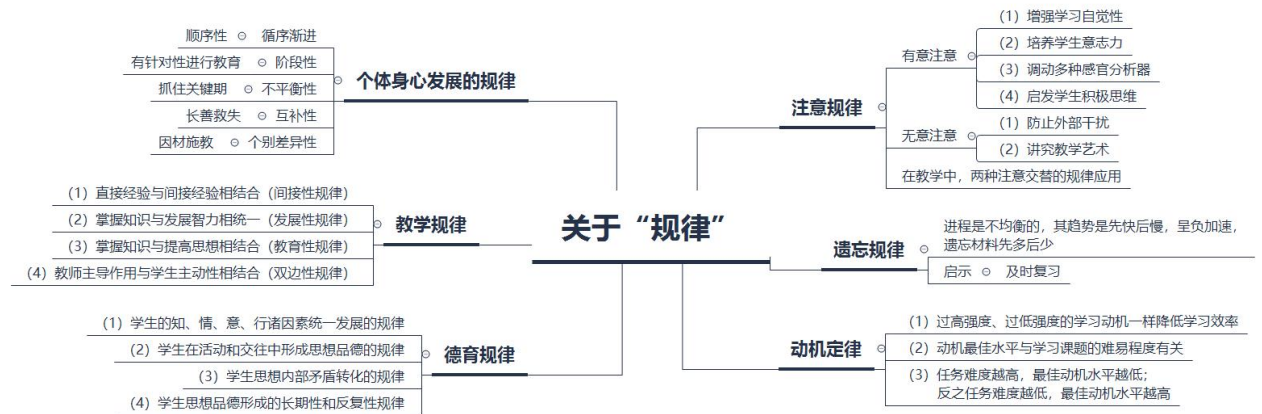 关于“规律”
个体身心发展的规律
顺序性 循序渐进
有针对性进行教育 阶段性
抓住关键期 不平衡性
长善救失 互补性
因材施教 个别差异性
教学规律
（1）直接经验与间接经验相结合（间接性规律）
（2）掌握知识与发展智力相统一（发展性规律）
（3）掌握知识与提高思想相结合（教育性规律）
（4）教师主导作用与学生主动性相结合（双边性规律）
德育规律
（1）学生的知、情、意、行诸因素统一发展的规律
（2）学生在活动和交往中形成思想品德的规律
（3）学生思想内部矛盾转化的规律
（4）学生思想品德形成的长期性和反复性规律
注意规律
有意注意
（1）增强学习自觉性
（2）培养学生意志力
（3）调动多种感官分析器
（4）启发学生积极思维
无意注意
（1）防止外部干扰
（2）讲究教学艺术
在教学中，两种注意交替的规律应用
遗忘规律
进程是不均衡的，其趋势是先快后慢，呈负加速，
遗忘材料先多后少
启示 及时复习
动机定律
（1）过高强度、过低强度的学习动机一样降低学习效率
（2）动机最佳水平与学习课题的难易程度有关
（3）任务难度越高，最佳动机水平越低；
反之任务难度越低，最佳动机水平越高